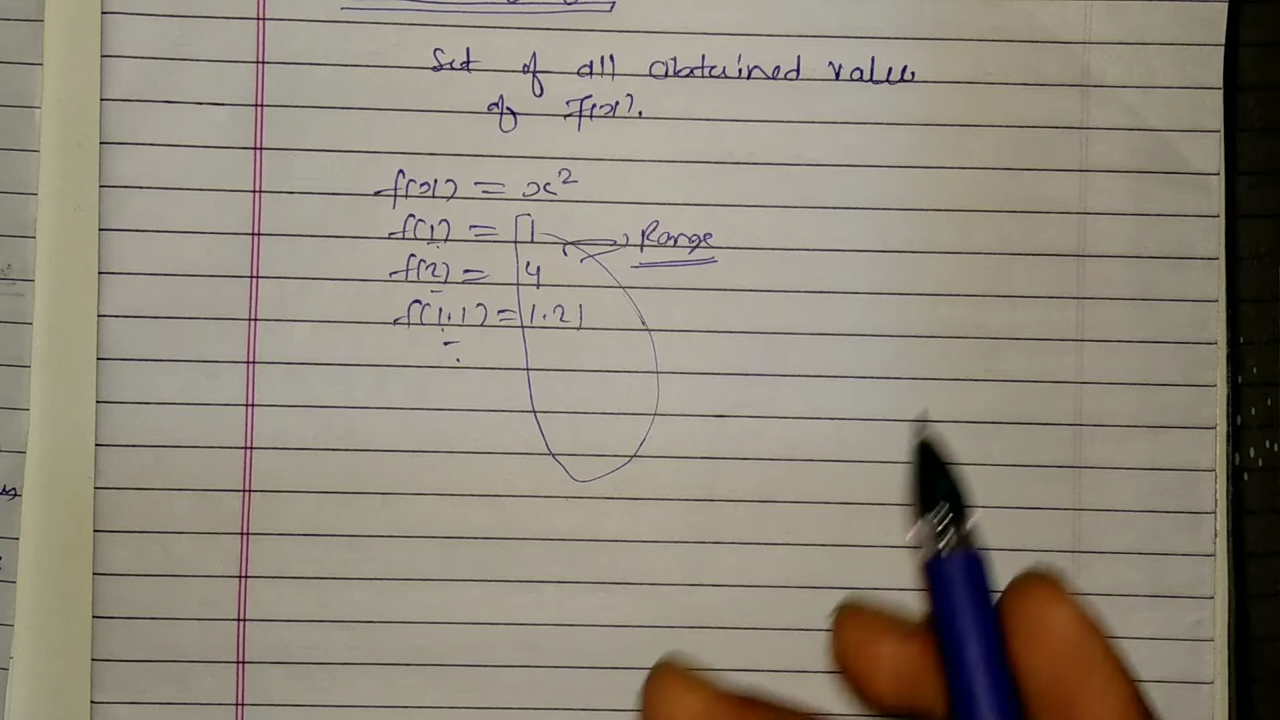 Set of all obtained value
of f(x).
f(x) = x²
f(1) = 1 → Range
f(2) = 4
f(1.1) = 1.21